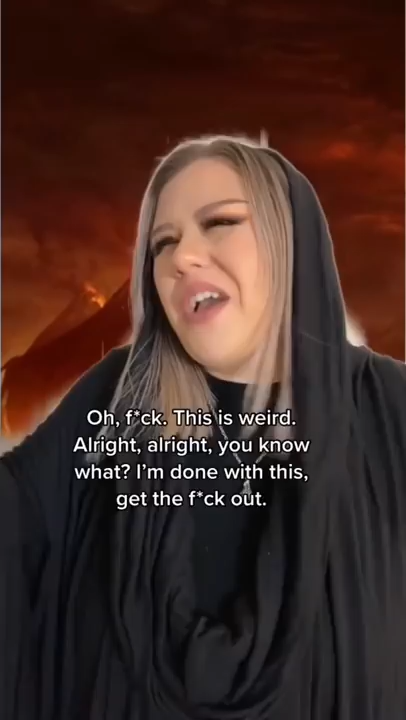 Oh, f*ck. This is weird.
Alright, alright, you know
what? I'm done with this,
get the f*ck out.